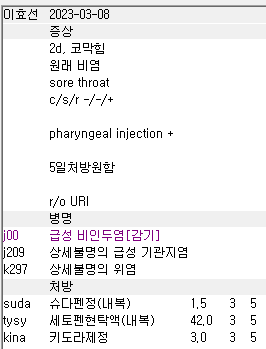 이효선 2023-03-08
증상
2d, 코막힘
원래 비염
sore throat
c/s/r -/-/+
pharyngeal injection +
5일처방원함
r/o URI
병명
j00 급성 비인두염[감기]
j209 상세불명의 급성 기관지염
k297 상세불명의 위염
처방
suda 슈다펜정(내복) 1,5 3 5
tysy 세토펜현탁액(내복) 42,0 3 5
kina 키도라제정 3,0 3 5